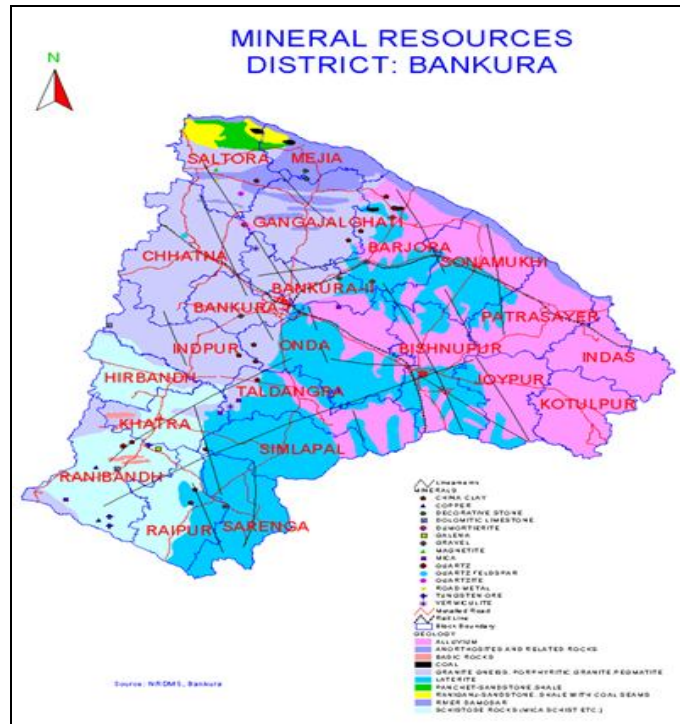 MINERAL RESOURCES
DISTRICT: BANKURA
N
SALTORA
MEJIA
GANGAJALGHATI
CHHATNA
BARJORA
SONAMUKHI
BANKURA-II
BANKURA-I
PATRASAYER
INDPUR
ONDA
BISHNUPUR
INDAS
HIRBANDH
TALDANGRA
JOYPUR
KOTULPUR
KHATRA
SIMLAPAL
RANIBANDH
RAIPUR
SARENGA
Lineaments
MINERALS
CHINA CLAY
COPPER
DECORATIVE STONE
DOLOMITIC LIMESTONE
DUMORTIERITE
GALENA
GRAVEL
MAGNETITE
MICA
QUARTZ
QUARTZ FELDSPAR
QUARTZITE
ROAD METAL
TUNGSTEN ORE
VERMICULITE
Metalled Road
Rail Line
Block Boundary
GEOLOGY
ALLUVIUM
ANORTHOSITES AND RELATED ROCKS
BASIC ROCKS
COAL
GRANITE GNEISS, PORPHYRITIC GRANITE PEGMATITE
LATERITE
PANCHET-SANDSTONE, SHALE
RANIGANJ-SANDSTONE, SHALE WITH COAL SEAMS
RIVER DAMODAR
SCHISTOSE ROCKS (MICA SCHIST ETC.)
Source: NRDMS, Bankura